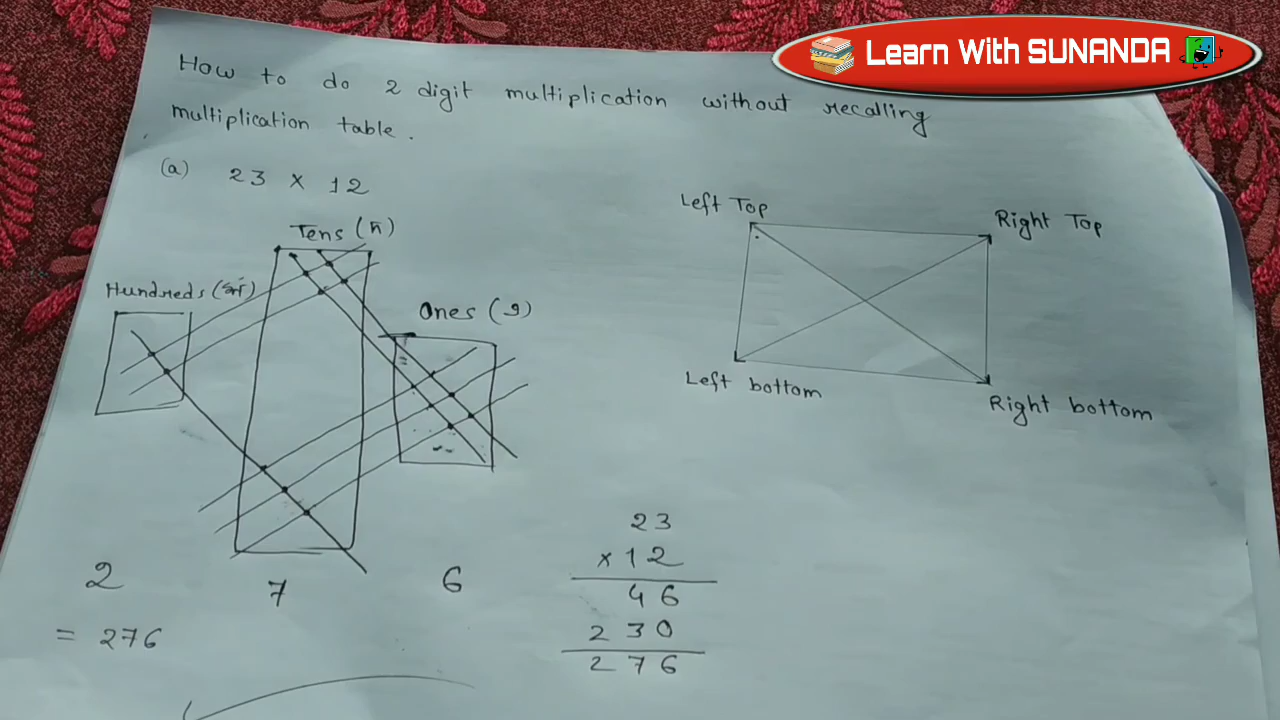 Learn With SUNANDA
How to do 2 digit multiplication without recalling
multiplication table.
(a) 23 × 12
Tens
Hundreds
Ones
2 7 6
= 276
Left Top
Right Top
Left bottom
Right bottom
23
×12
46
230
276